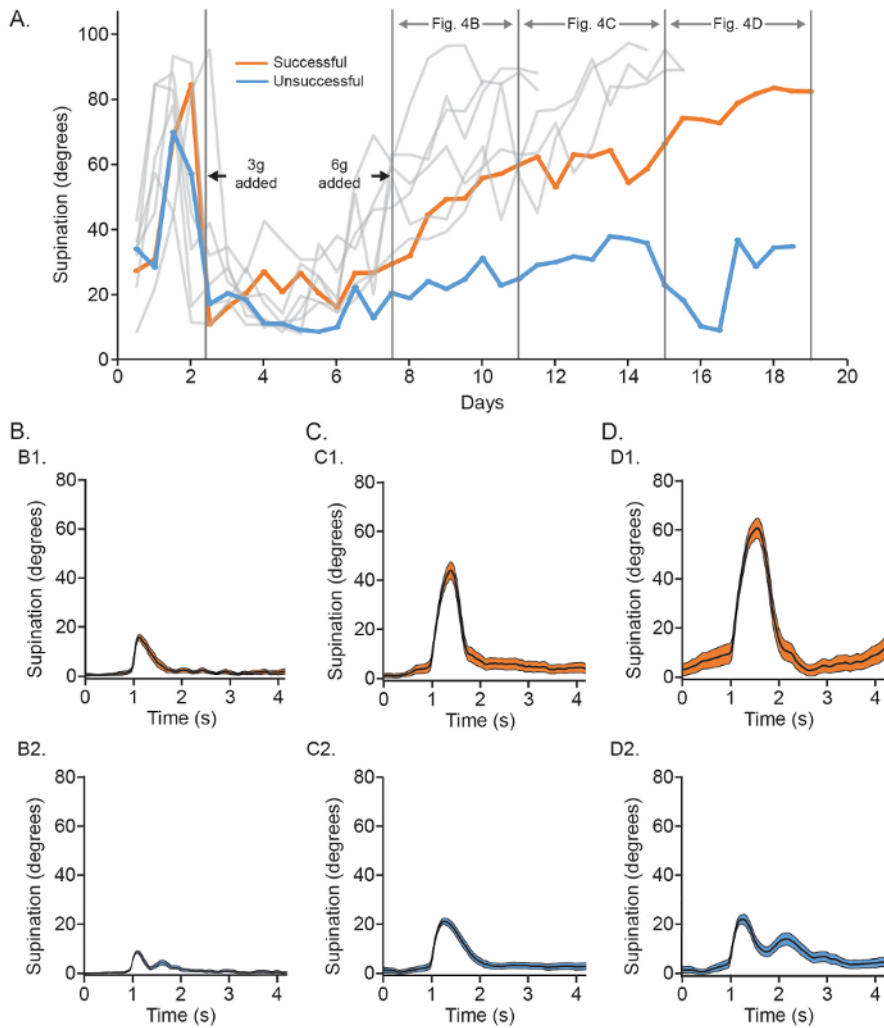 A.
Fig. 4B
Fig. 4C
Fig. 4D
Successful
Unsuccessful
3g
added
6g
added
Supination (degrees)
100
80
60
40
20
0
0 2 4 6 8 10 12 14 16 18 20
Days
B.
C.
D.
B1.
C1.
D1.
Supination (degrees)
80
60
40
20
0
0 1 2 3 4
Time (s)
Supination (degrees)
80
60
40
20
0
0 1 2 3 4
Time (s)
Supination (degrees)
80
60
40
20
0
0 1 2 3 4
Time (s)
B2.
C2.
D2.
Supination (degrees)
80
60
40
20
0
0 1 2 3 4
Time (s)
Supination (degrees)
80
60
40
20
0
0 1 2 3 4
Time (s)
Supination (degrees)
80
60
40
20
0
0 1 2 3 4
Time (s)